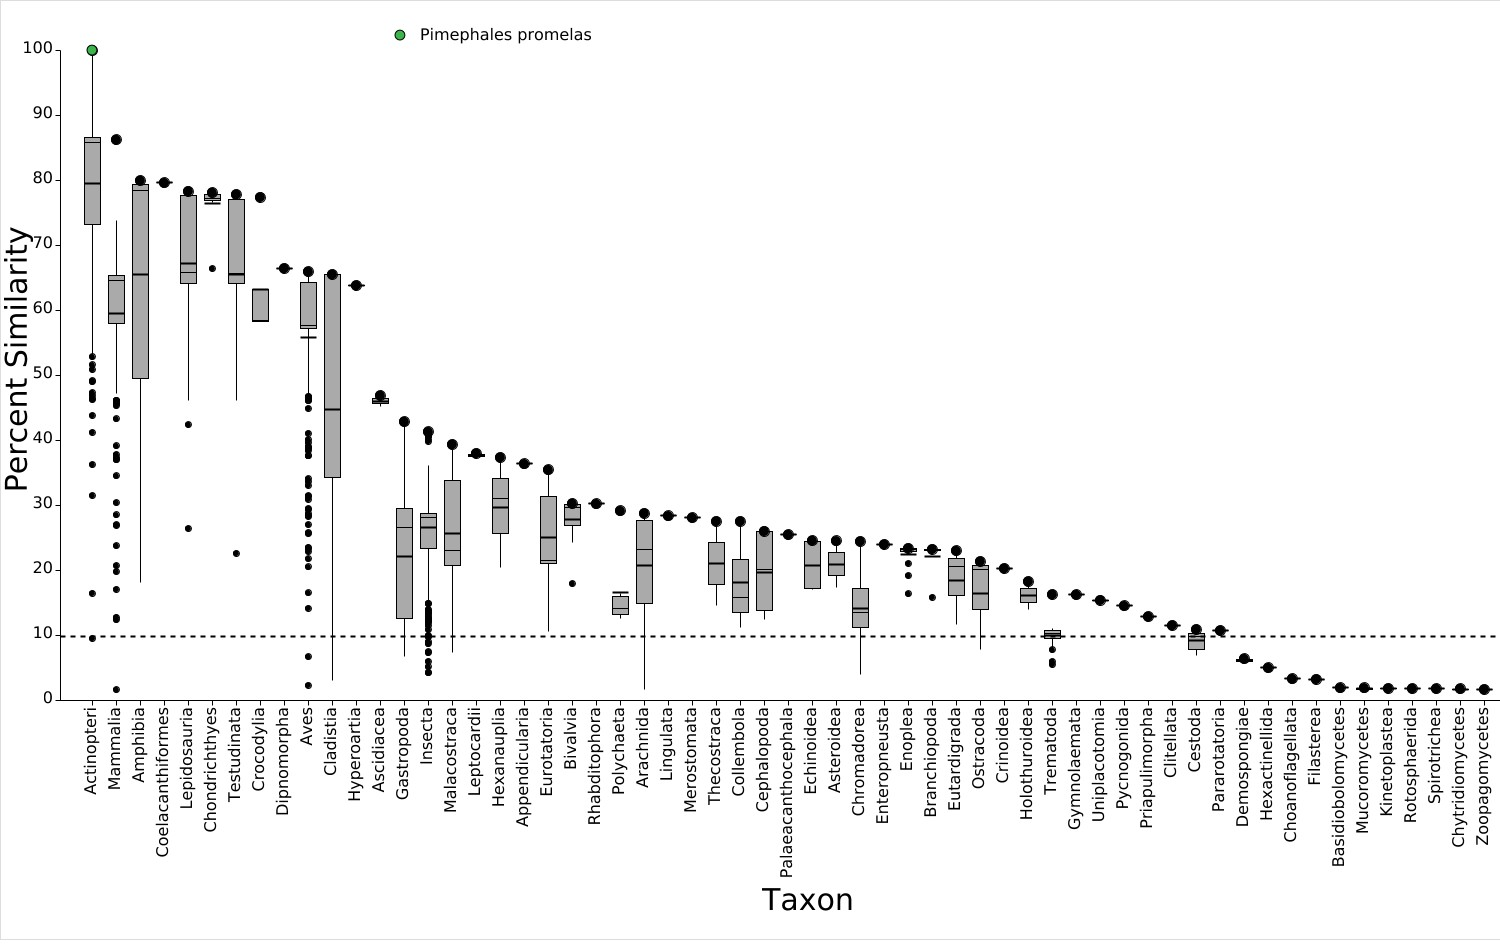 Pimephales promelas
100
90
80
70
60
50
40
30
20
10
0
Percent Similarity
Actinopteri
Mammalia
Amphibia
Coelacanthiformes
Lepidosauria
Chondrichthyes
Testudinata
Crocodylia
Dipnomorpha
Aves
Cladistia
Hyperoartia
Ascidiacea
Gastropoda
Insecta
Malacostraca
Leptocardii
Hexanauplia
Appendicularia
Eurotatoria
Bivalvia
Rhabditophora
Polychaeta
Arachnida
Lingulata
Merostomata
Thecostraca
Collembola
Cephalopoda
Palaeacanthocephala
Echinoidea
Asteroidea
Chromadorea
Enteropneusta
Enoplea
Branchiopoda
Eutardigrada
Ostracoda
Crinoidea
Holothuroidea
Trematoda
Gymnolaemata
Uniplacotomia
Pycnogonida
Priapulimorpha
Clitellata
Cestoda
Pararotatoria
Demospongiae
Hexactinellida
Choanoflagellata
Filasterea
Basidiobolomycetes
Mucoromycetes
Kinetoplastea
Rotosphaerida
Spirotrichea
Chytridiomycetes
Zoopagomycetes
Taxon